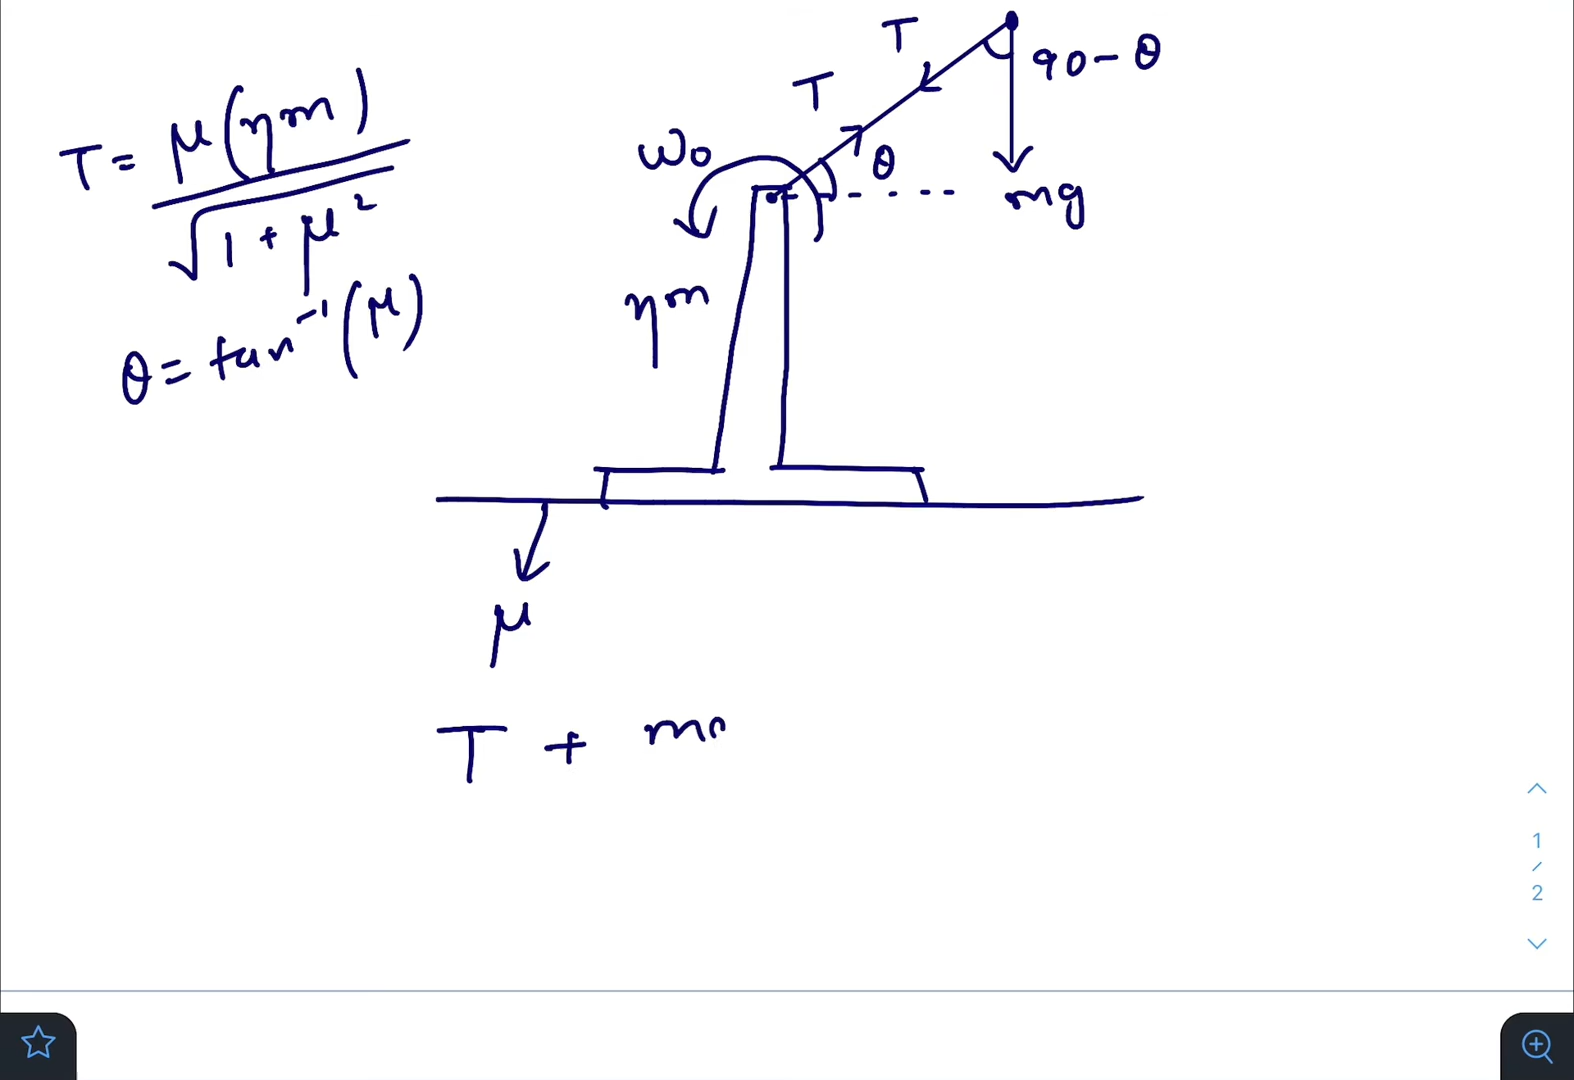 T = μ(ηm) / √(1 + μ²)
θ = tan⁻¹(μ)
T
T
90 - θ
ω₀
θ
mg
ηm
μ
T + m
1
/
2